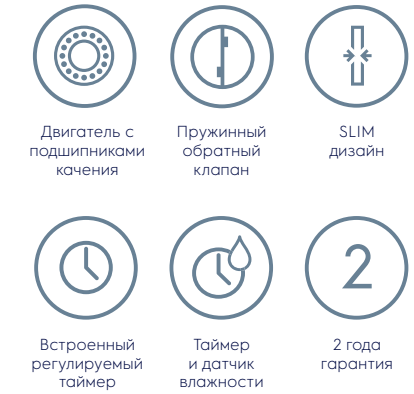 Двигатель с
подшипниками
качения
Пружинный
обратный
клапан
SLIM
дизайн
2
Встроенный
регулируемый
таймер
Таймер
и датчик
влажности
2 года
гарантия